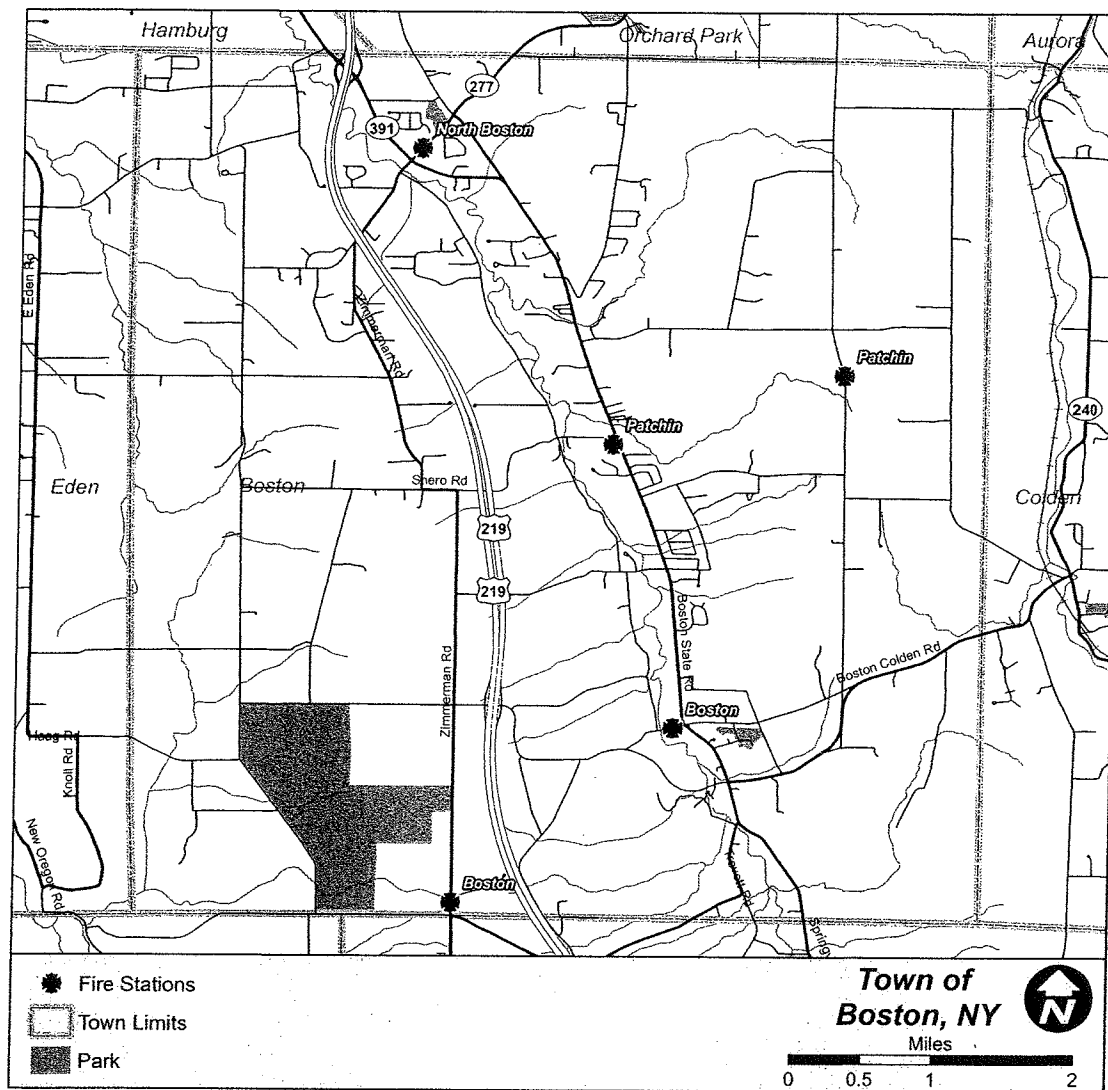 Hamburg
Orchard Park
Aurora
277
391
North Boston
E Eden Rd
Zimmerman Rd
Patchin
240
Patchin
Eden
Boston
Shero Rd
Colden
219
219
Boston State Rd
Zimmerman Rd
Boston Colden Rd
Boston
Knoll Rd
New Oregon Rd
Boston
Fire Stations
Town Limits
Park
Town of
Boston, NY
N
Miles
0 0.5 1 2